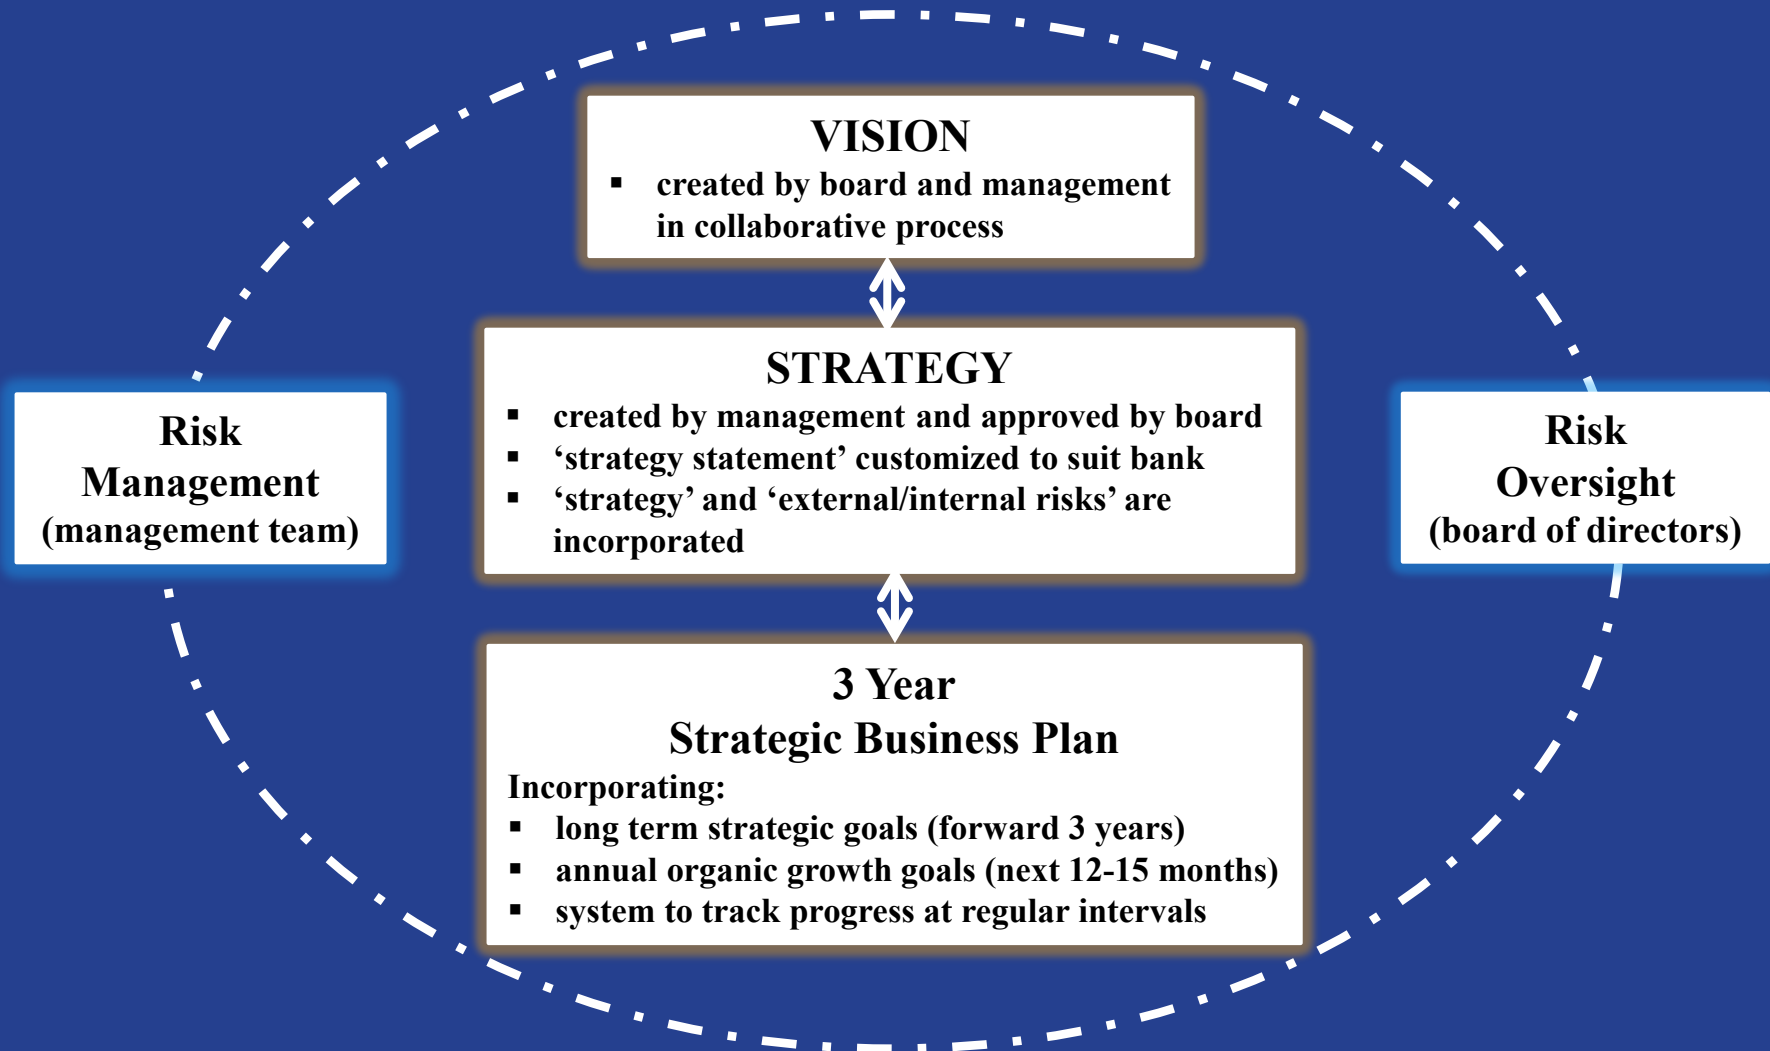 VISION
▪ created by board and management
in collaborative process
STRATEGY
▪ created by management and approved by board
▪ ‘strategy statement’ customized to suit bank
▪ ‘strategy’ and ‘external/internal risks’ are
incorporated
Risk
Management
(management team)
Risk
Oversight
(board of directors)
3 Year
Strategic Business Plan
Incorporating:
▪ long term strategic goals (forward 3 years)
▪ annual organic growth goals (next 12-15 months)
▪ system to track progress at regular intervals